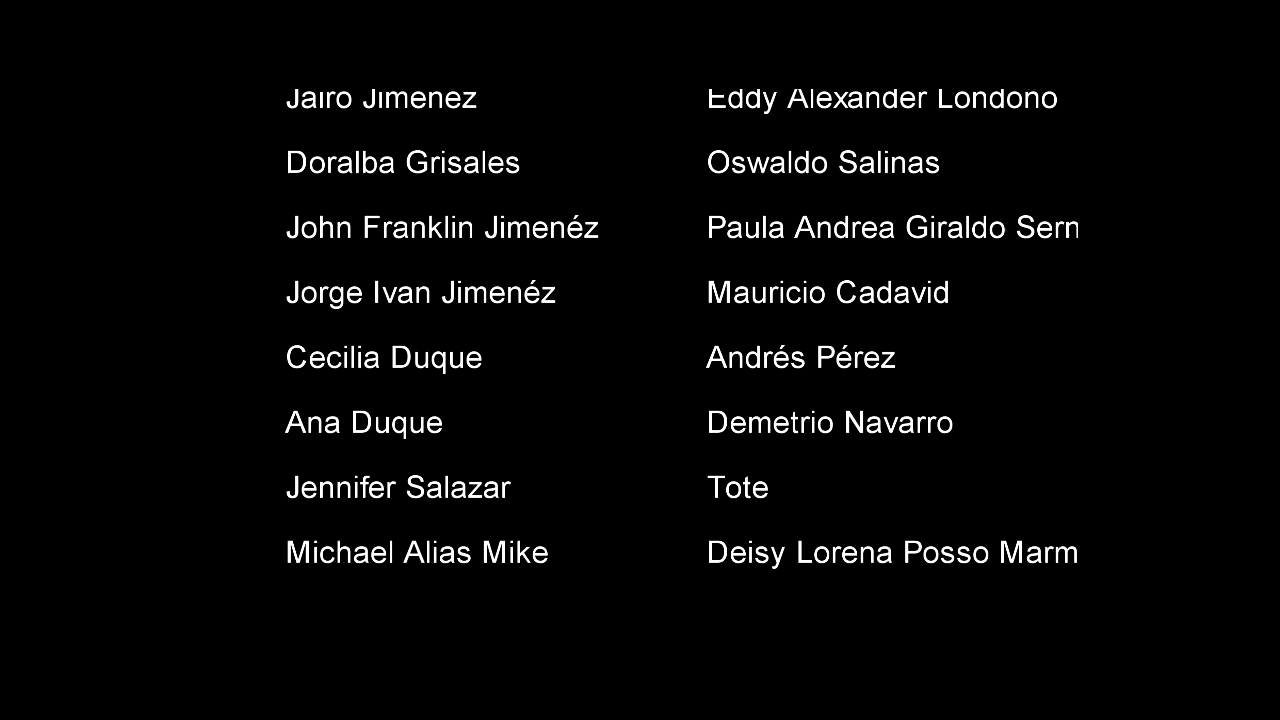 Jairo Jimenez Eddy Alexander Londono
Doralba Grisales Oswaldo Salinas
John Franklin Jimenéz Paula Andrea Giraldo Sern
Jorge Ivan Jimenéz Mauricio Cadavid
Cecilia Duque Andrés Pérez
Ana Duque Demetrio Navarro
Jennifer Salazar Tote
Michael Alias Mike Deisy Lorena Posso Marm